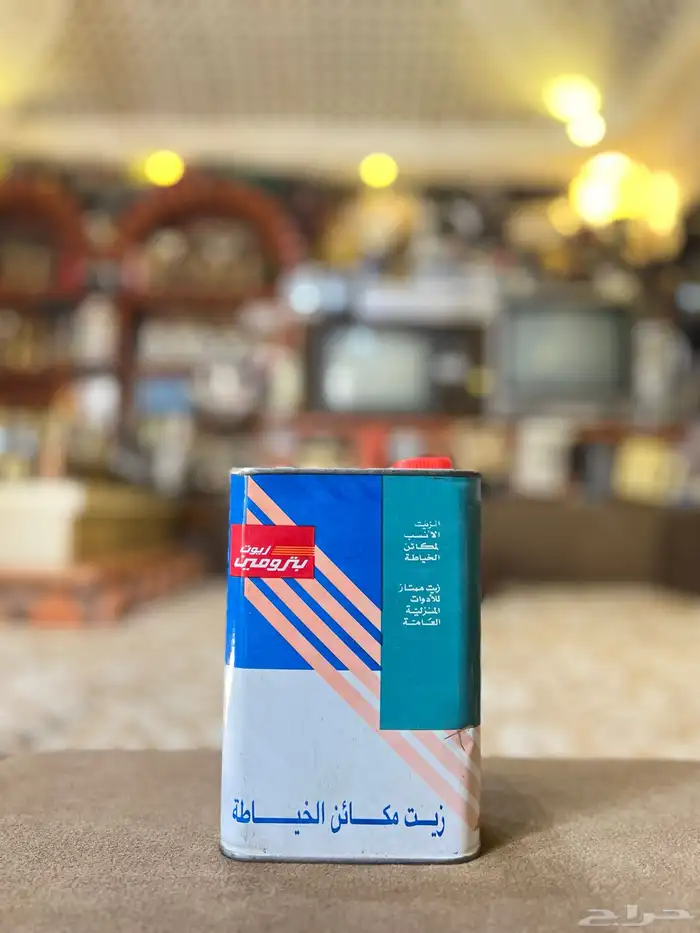 زيوت
بترومين
الزيت
الأنسب
لمكائن
الخياطة
زيت ممتاز
للأدوات
المنزلية
العامة
زيت مكائن الخياطة
حراج